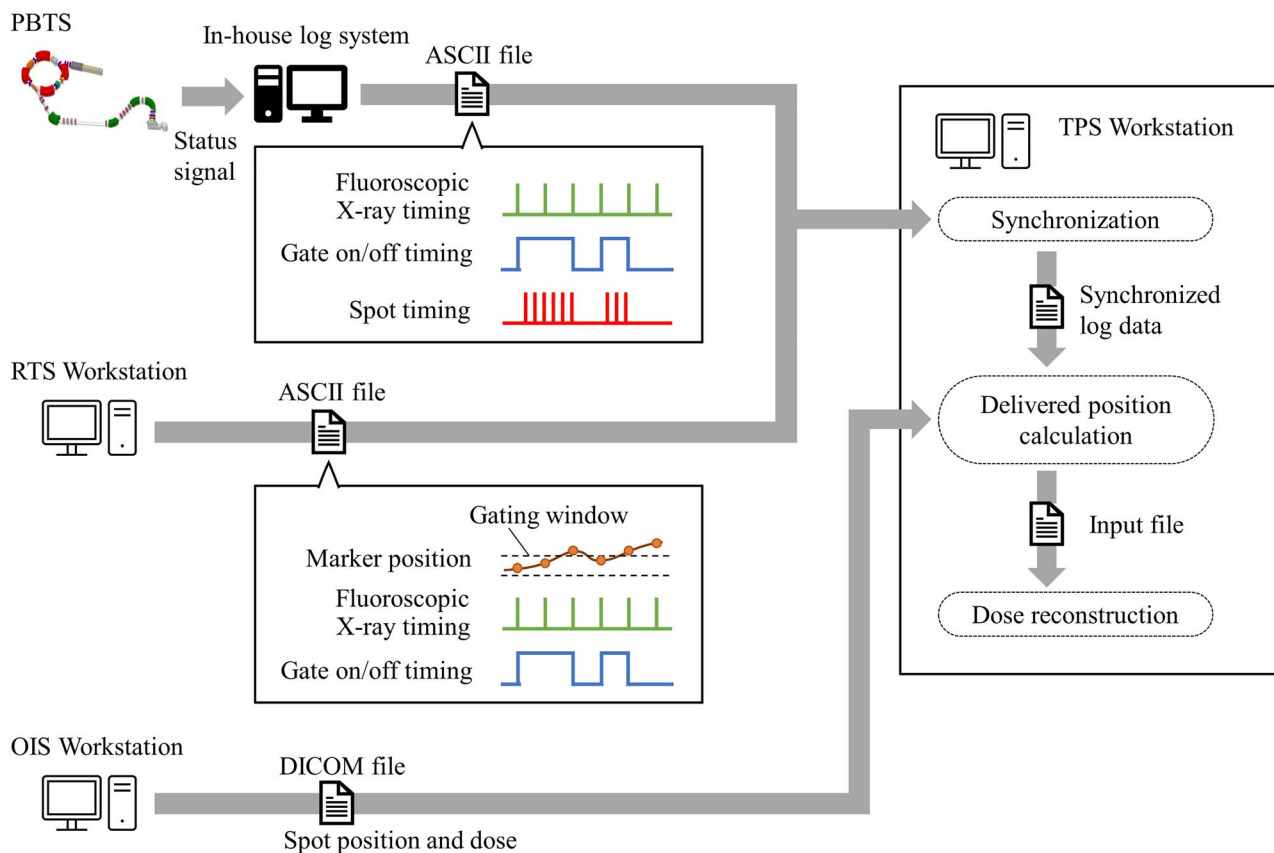 PBTS
In-house log system
ASCII file
Status
signal
Fluoroscopic
X-ray timing
Gate on/off timing
Spot timing
RTS Workstation
ASCII file
Gating window
Marker position
Fluoroscopic
X-ray timing
Gate on/off timing
OIS Workstation
DICOM file
Spot position and dose
TPS Workstation
Synchronization
Synchronized
log data
Delivered position
calculation
Input file
Dose reconstruction